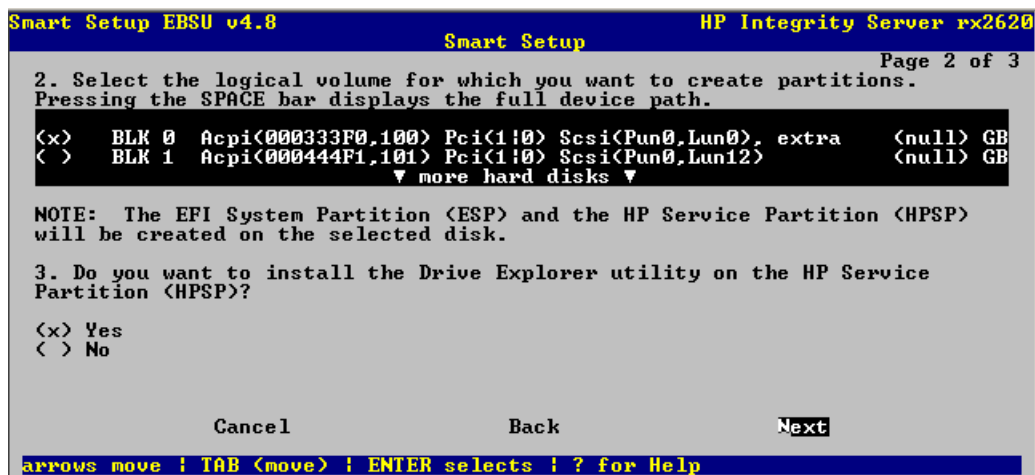 Smart Setup EBSU v4.8 HP Integrity Server rx2620
Smart Setup
Page 2 of 3
2. Select the logical volume for which you want to create partitions.
Pressing the SPACE bar displays the full device path.
(x) BLK 0 Acpi(000333F0,100) Pci(1¦0) Scsi(Pun0,Lun0), extra (null) GB
( ) BLK 1 Acpi(000444F1,101) Pci(1¦0) Scsi(Pun0,Lun12) (null) GB
▼ more hard disks ▼
NOTE: The EFI System Partition (ESP) and the HP Service Partition (HPSP)
will be created on the selected disk.
3. Do you want to install the Drive Explorer utility on the HP Service
Partition (HPSP)?
(x) Yes
( ) No
Cancel Back Next
arrows move ¦ TAB (move) ¦ ENTER selects ¦ ? for Help